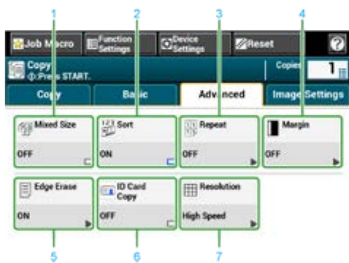 1 2 3 4
Job Macro Function Settings Device Settings Reset ?
Copy Copies 1
:Press START.
Copy Basic Advanced Image Settings
Mixed Size Sort Repeat Margin
OFF ON OFF OFF
Edge Erase ID Card Copy Resolution
ON OFF High Speed
5 6 7